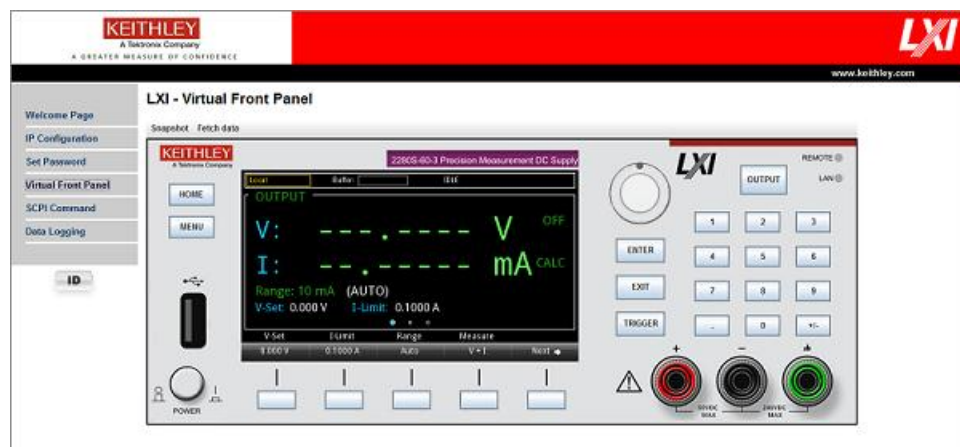 KEITHLEY
A Tektronix Company
A GREATER MEASURE OF CONFIDENCE
LXI
www.keithley.com
Welcome Page
IP Configuration
Set Password
Virtual Front Panel
SCPI Command
Data Logging
ID
LXI - Virtual Front Panel
Snapshot Fetch data
KEITHLEY
A Tektronix Company
2280S-60-3 Precision Measurement DC Supply
LXI
REMOTE
LAN
HOME
MENU
Local Buffer: IDLE
OUTPUT
V: ---.---- V OFF
I: --.----- mA CALC
Range: 10 mA (AUTO)
V-Set: 0.000 V I-Limit: 0.1000 A
V-Set I-Limit Range Measure
0.000 V 0.1000 A Auto V + I Next
POWER
OUTPUT
ENTER
EXIT
TRIGGER
1 2 3
4 5 6
7 8 9
. 0 +/-
+ -
MAX
MAX